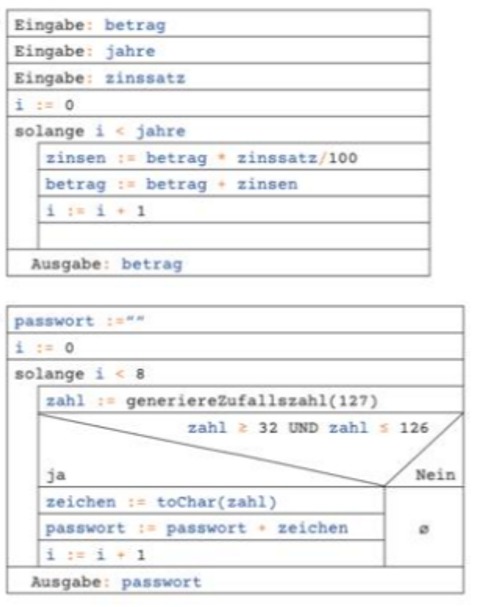 Eingabe: betrag
Eingabe: jahre
Eingabe: zinssatz
i := 0
solange i < jahre
zinsen := betrag * zinssatz/100
betrag := betrag + zinsen
i := i + 1
Ausgabe: betrag
passwort :=""
i := 0
solange i < 8
zahl := generiereZufallszahl(127)
zahl ≥ 32 UND zahl ≤ 126
ja Nein
zeichen := toChar(zahl)
passwort := passwort + zeichen ø
i := i + 1
Ausgabe: passwort